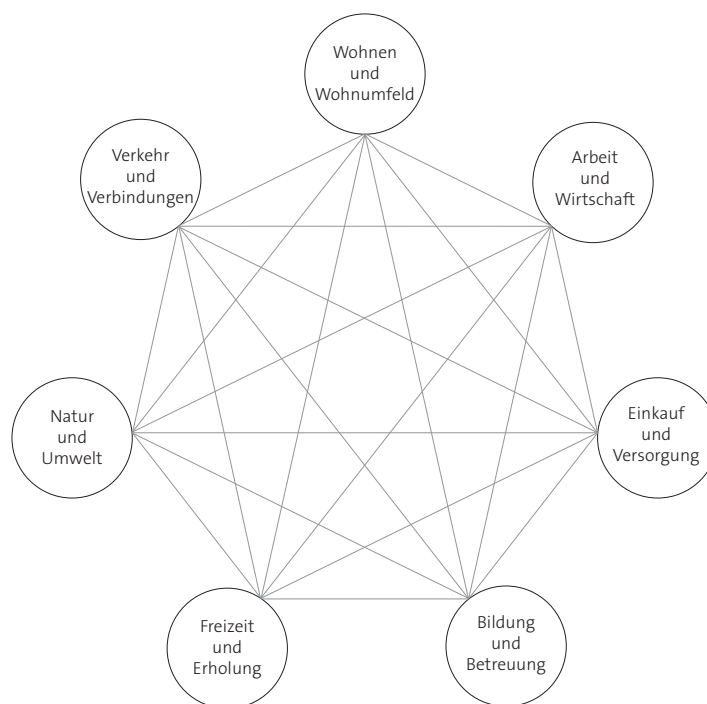 Wohnen
und
Wohnumfeld
Verkehr
und
Verbindungen
Arbeit
und
Wirtschaft
Natur
und
Umwelt
Einkauf
und
Versorgung
Freizeit
und
Erholung
Bildung
und
Betreuung